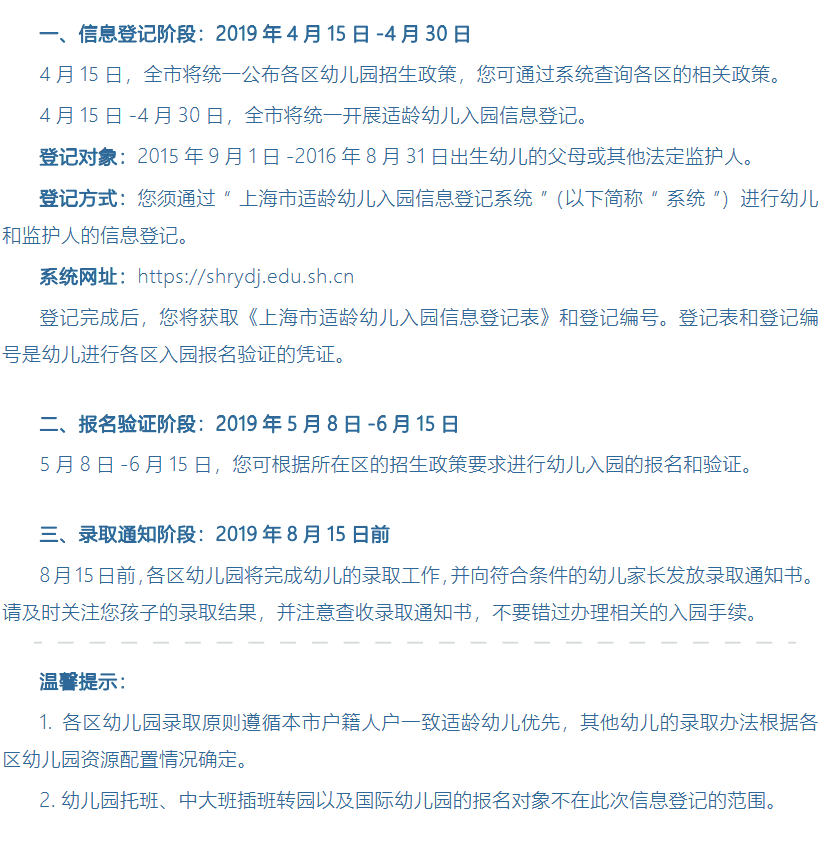 一、信息登记阶段：2019 年 4 月 15 日 -4 月 30 日
4 月 15 日，全市将统一公布各区幼儿园招生政策，您可通过系统查询各区的相关政策。
4 月 15 日 -4 月 30 日，全市将统一开展适龄幼儿入园信息登记。
登记对象：2015 年 9 月 1 日 -2016 年 8 月 31 日出生幼儿的父母或其他法定监护人。
登记方式：您须通过 “ 上海市适龄幼儿入园信息登记系统 ”（以下简称 “ 系统 ”）进行幼儿
和监护人的信息登记。
系统网址：https://shrydj.edu.sh.cn
登记完成后，您将获取《上海市适龄幼儿入园信息登记表》和登记编号。登记表和登记编
号是幼儿进行各区入园报名验证的凭证。
二、报名验证阶段：2019 年 5 月 8 日 -6 月 15 日
5 月 8 日 -6 月 15 日，您可根据所在区的招生政策要求进行幼儿入园的报名和验证。
三、录取通知阶段：2019 年 8 月 15 日前
8月15日前，各区幼儿园将完成幼儿的录取工作，并向符合条件的幼儿家长发放录取通知书。
请及时关注您孩子的录取结果，并注意查收录取通知书，不要错过办理相关的入园手续。
温馨提示：
1. 各区幼儿园录取原则遵循本市户籍人户一致适龄幼儿优先，其他幼儿的录取办法根据各
区幼儿园资源配置情况确定。
2. 幼儿园托班、中大班插班转园以及国际幼儿园的报名对象不在此次信息登记的范围。